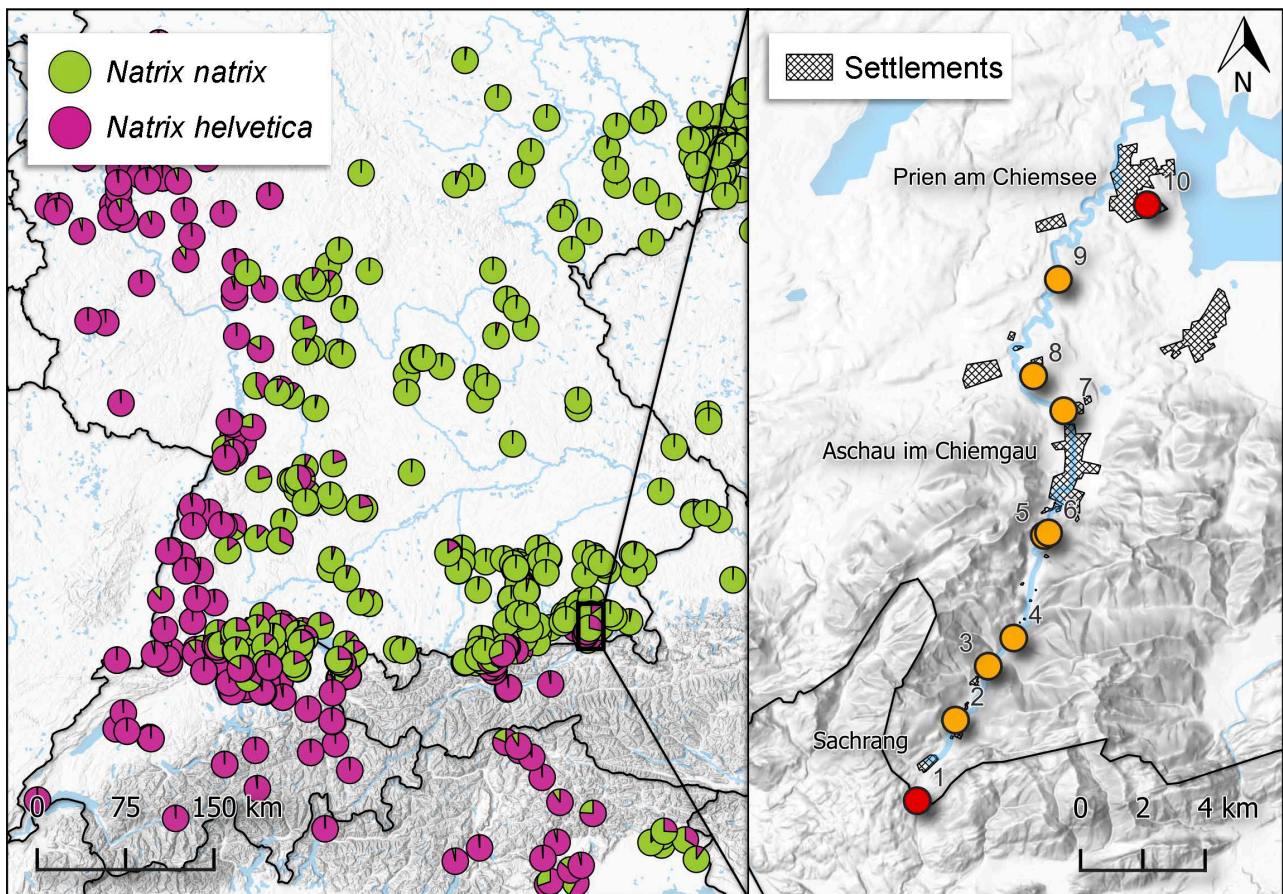 Natrix natrix
Natrix helvetica
0 75 150 km
Settlements
N
Prien am Chiemsee
10
9
8
7
Aschau im Chiemgau
5 6
4
3
2
Sachrang
1
0 2 4 km